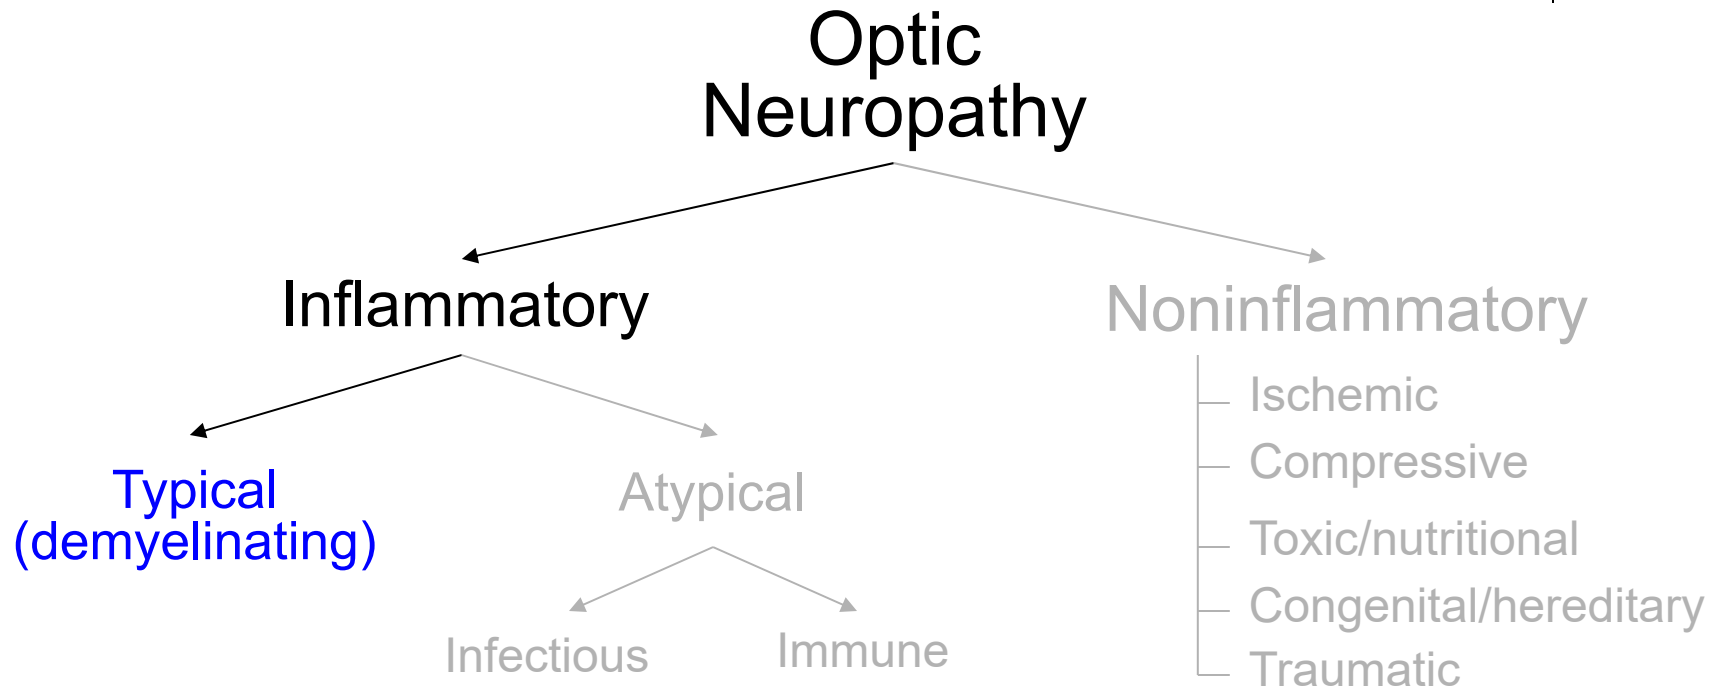 Optic
Neuropathy
Inflammatory
Noninflammatory
Ischemic
Compressive
Typical
(demyelinating)
Atypical
Toxic/nutritional
Congenital/hereditary
Infectious
Immune
Traumatic